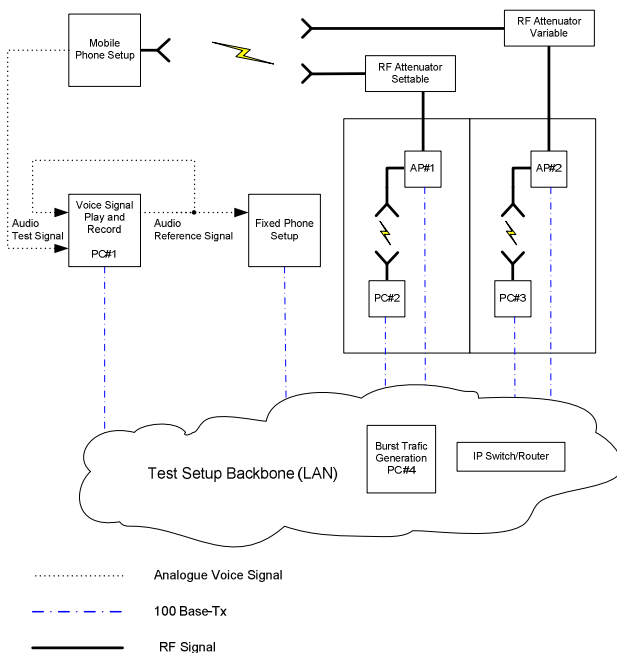 RF Attenuator
Variable
Mobile
Phone Setup
RF Attenuator
Settable
AP#1
AP#2
Voice Signal
Play and
Record
PC#1
Audio
Test Signal
Audio
Reference Signal
Fixed Phone
Setup
PC#2
PC#3
Test Setup Backbone (LAN)
Burst Trafic
Generation
PC#4
IP Switch/Router
Analogue Voice Signal
100 Base-Tx
RF Signal